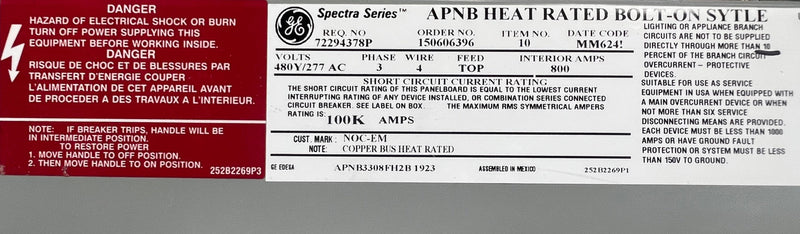 DANGER
HAZARD OF ELECTRICAL SHOCK OR BURN
TURN OFF POWER SUPPLYING THIS
EQUIPMENT BEFORE WORKING INSIDE.
DANGER
RISQUE DE CHOC ET DE BLESSURES PAR
TRANSFERT D'ENERGIE COUPER
L'ALIMENTATION DE CET APPAREIL AVANT
DE PROCEDER A DES TRAVAUX A L'INTERIEUR.
NOTE: IF BREAKER TRIPS, HANDLE WILL BE
IN INTERMEDIATE POSITION.
TO RESTORE POWER
1. MOVE HANDLE TO OFF POSITION.
2. THEN MOVE HANDLE TO ON POSITION.
252B2269P3
GE Spectra Series™ APNB HEAT RATED BOLT-ON SYTLE
REQ. NO ORDER NO. ITEM NO. DATE CODE
72294378P 150606396 10 MM624!
VOLTS PHASE WIRE FEED INTERIOR AMPS
480Y/277 AC 3 4 TOP 800
SHORT CIRCUIT CURRENT RATING
THE SHORT CIRCUIT RATING OF THIS PANELBOARD IS EQUAL TO THE LOWEST CURRENT
INTERRUPTING RATING OF ANY DEVICE INSTALLED, OR COMBINATION SERIES CONNECTED
CIRCUIT BREAKER. SEE LABEL ON BOX. THE MAXIMUM RMS SYMMETRICAL AMPERS
RATING IS: 100K AMPS
CUST. MARK: NOC-EM
NOTE: COPPER BUS HEAT RATED
GE EDESA APNB3308FH2B 1923 ASSEMBLED IN MEXICO 252B2269P1
LIGHTING OR APPLIANCE BRANCH
CIRCUITS ARE NOT TO BE SUPPLIED
DIRECTLY THROUGH MORE THAN 10
PERCENT OF THE BRANCH CIRCUIT
OVERCURRENT - PROTECTIVE
DEVICES.
SUITABLE FOR USE AS SERVICE
EQUIPMENT IN USA WHEN EQUIPPED WITH
A MAIN OVERCURRENT DEVICE OR WHEN
NOT MORE THAN SIX SERVICE
DISCONNECTING MEANS ARE PROVIDED.
EACH DEVICE MUST BE LESS THAN 1000
AMPS OR HAVE GROUND FAULT
PROTECTION OR SYSTEM MUST BE LESS
THAN 150V TO GROUND.